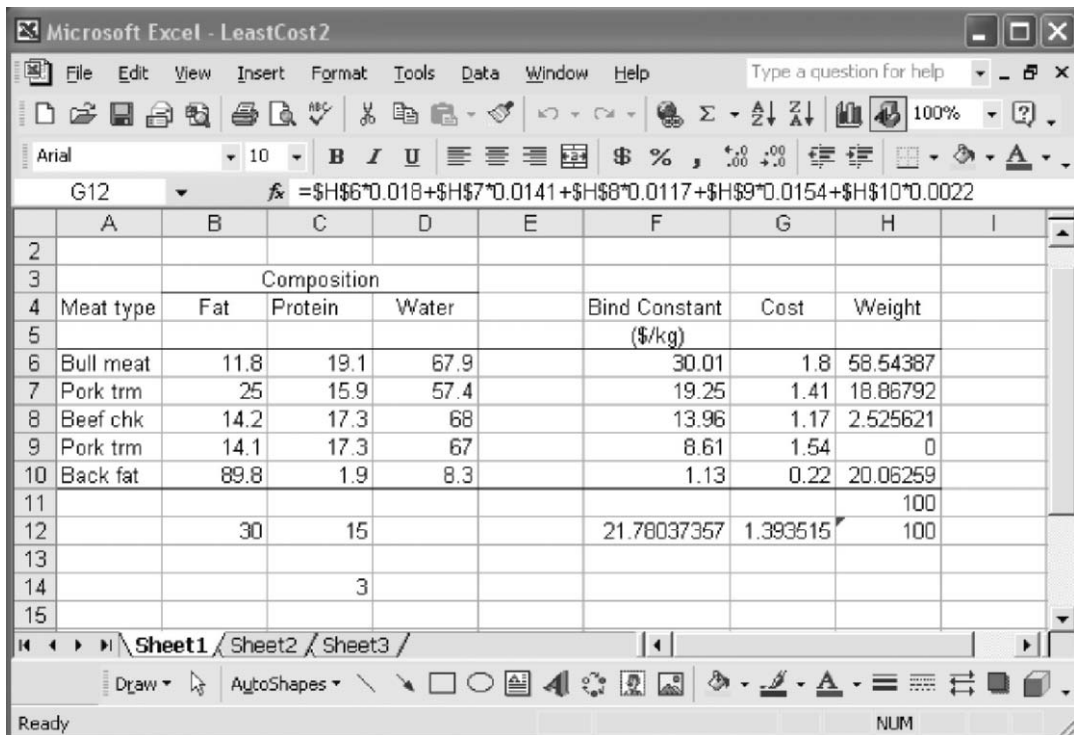 Microsoft Excel - LeastCost2
File Edit View Insert Format Tools Data Window Help Type a question for help
100%
Arial 10 B I U $ % ,
G12 fx =$H$6*0.018+$H$7*0.0141+$H$8*0.0117+$H$9*0.0154+$H$10*0.0022
A B C D E F G H I
2
3 Composition
4 Meat type Fat Protein Water Bind Constant Cost Weight
5 ($/kg)
6 Bull meat 11.8 19.1 67.9 30.01 1.8 58.54387
7 Pork trm 25 15.9 57.4 19.25 1.41 18.86792
8 Beef chk 14.2 17.3 68 13.96 1.17 2.525621
9 Pork trm 14.1 17.3 67 8.61 1.54 0
10 Back fat 89.8 1.9 8.3 1.13 0.22 20.06259
11 100
12 30 15 21.78037357 1.393515 100
13
14 3
15
Sheet1 Sheet2 Sheet3
Draw AutoShapes
Ready NUM